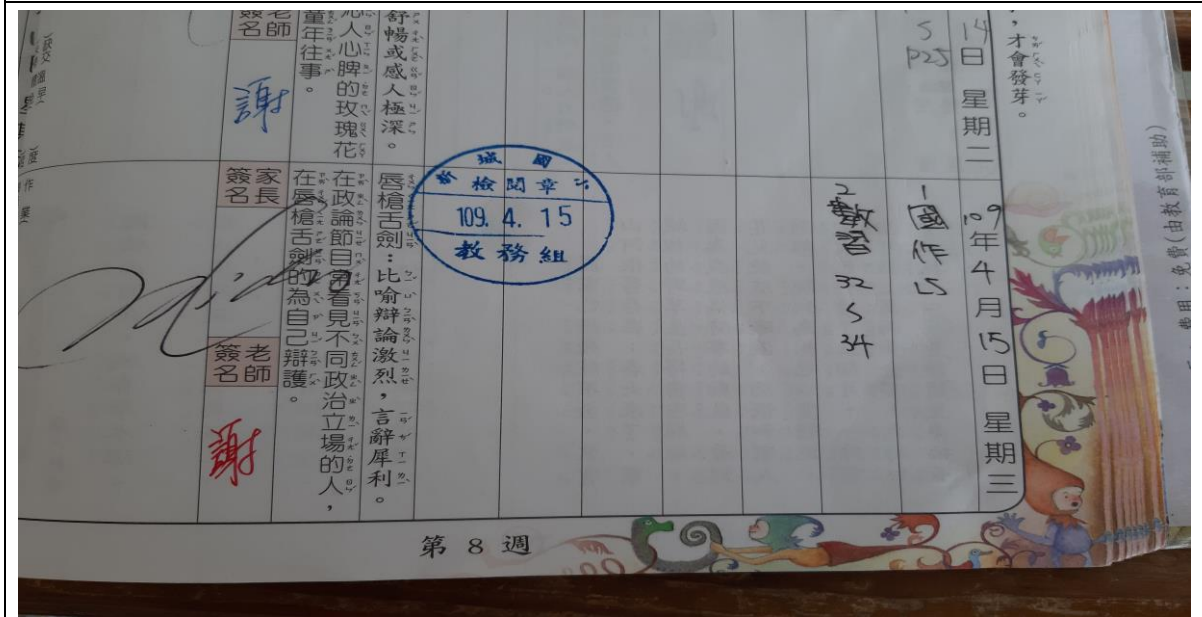 ，才會發芽。
14日 星期二
S
P25
舒暢或感人極深。
沁人心脾的玫瑰花
童年往事。
老師簽名
謝
109年4月15日 星期三
1 國作L5
2 數習 32 S 34
國
城
檢閱章
109. 4. 15
教務組
唇槍舌劍：比喻辯論激烈，言辭犀利。
在政論節目常看見不同政治立場的人，
在唇槍舌劍的為自己辯護。
家長簽名
老師簽名
謝
第 8 週
費用：免費(由教育部補助)